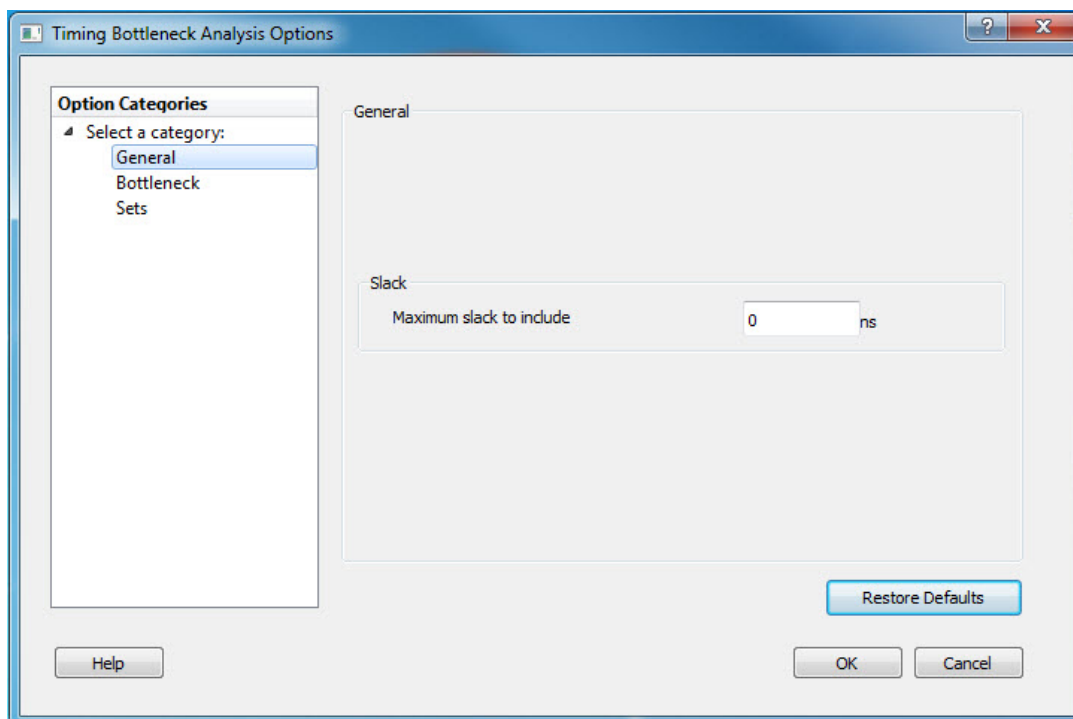 Timing Bottleneck Analysis Options
?
X
Option Categories
Select a category:
General
Bottleneck
Sets
General
Slack
Maximum slack to include
0
ns
Restore Defaults
Help
OK
Cancel